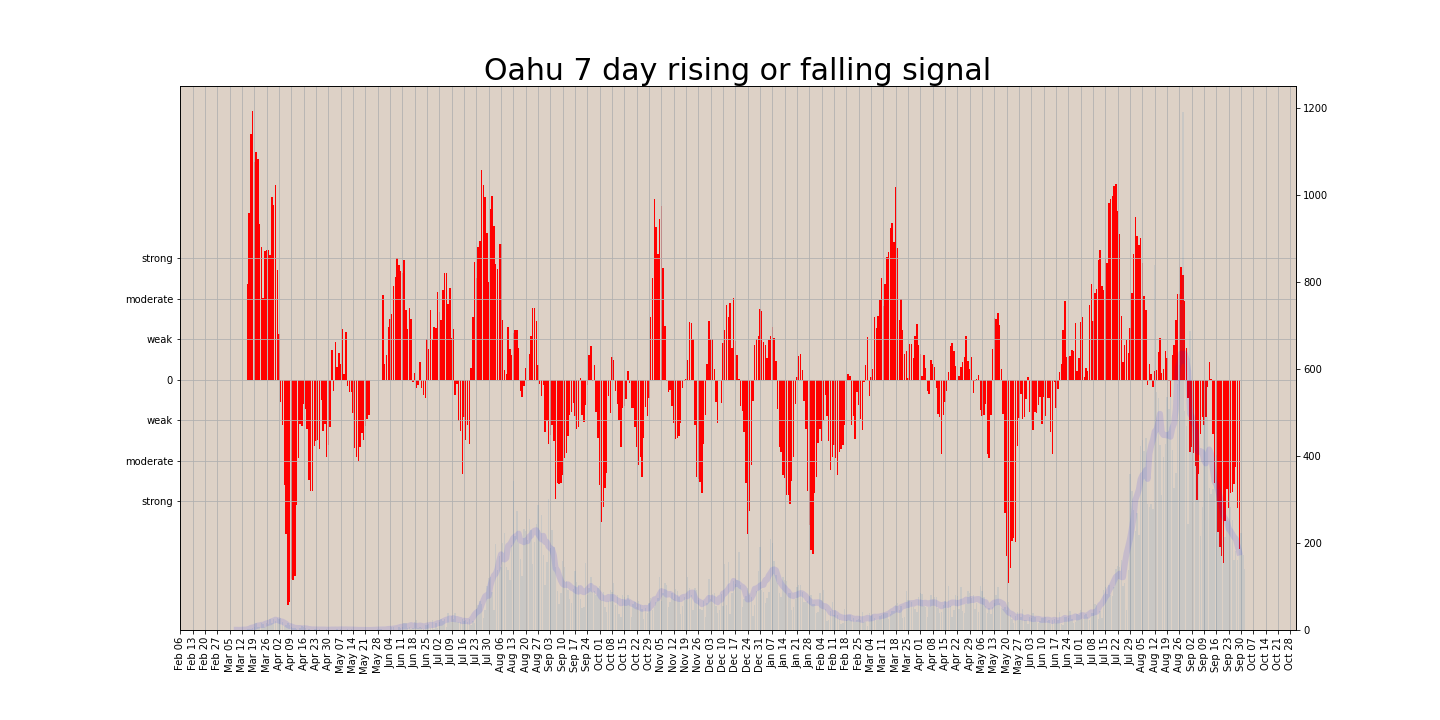 Oahu 7 day rising or falling signal
strong
moderate
weak
0
weak
moderate
strong
1200
1000
800
600
400
200
0
Feb 06
Feb 13
Feb 20
Feb 27
Mar 05
Mar 12
Mar 19
Mar 26
Apr 02
Apr 09
Apr 16
Apr 23
Apr 30
May 07
May 14
May 21
May 28
Jun 04
Jun 11
Jun 18
Jun 25
Jul 02
Jul 09
Jul 16
Jul 23
Jul 30
Aug 06
Aug 13
Aug 20
Aug 27
Sep 03
Sep 10
Sep 17
Sep 24
Oct 01
Oct 08
Oct 15
Oct 22
Oct 29
Nov 05
Nov 12
Nov 19
Nov 26
Dec 03
Dec 10
Dec 17
Dec 24
Dec 31
Jan 07
Jan 14
Jan 21
Jan 28
Feb 04
Feb 11
Feb 18
Feb 25
Mar 04
Mar 11
Mar 18
Mar 25
Apr 01
Apr 08
Apr 15
Apr 22
Apr 29
May 06
May 13
May 20
May 27
Jun 03
Jun 10
Jun 17
Jun 24
Jul 01
Jul 08
Jul 15
Jul 22
Jul 29
Aug 05
Aug 12
Aug 19
Aug 26
Sep 02
Sep 09
Sep 16
Sep 23
Sep 30
Oct 07
Oct 14
Oct 21
Oct 28